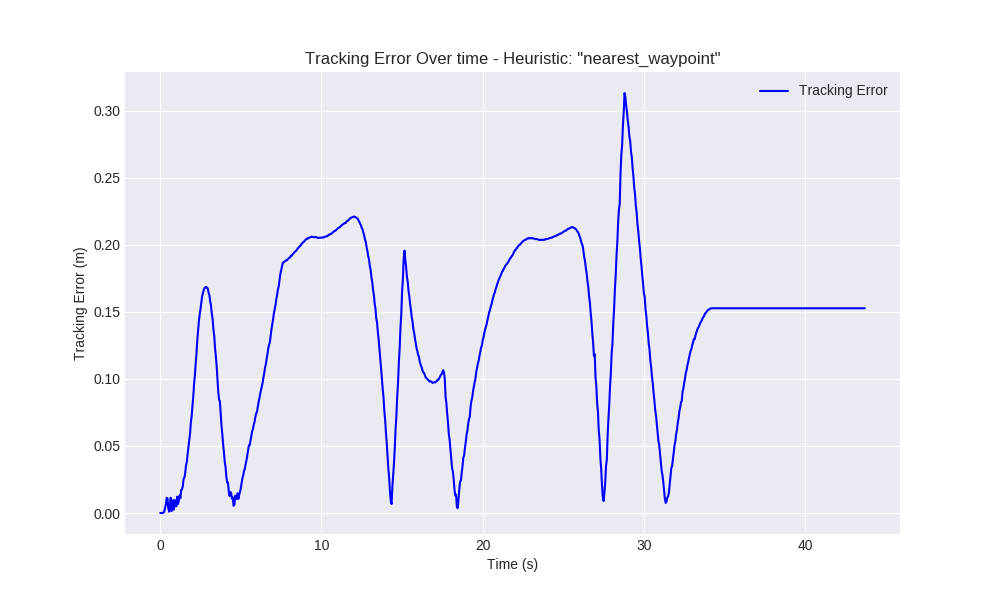 Tracking Error Over time - Heuristic: "nearest_waypoint"
Tracking Error
0.30
0.25
0.20
0.15
0.10
0.05
0.00
Tracking Error (m)
0 10 20 30 40
Time (s)